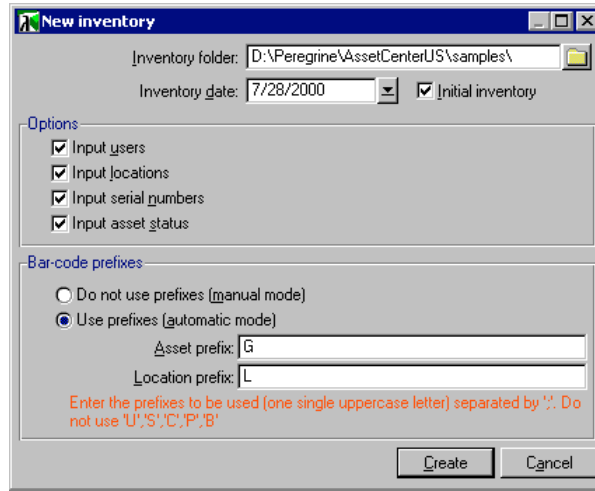 New inventory
Inventory folder: D:\Peregrine\AssetCenterUS\samples\
Inventory date: 7/28/2000 Initial inventory
Options
Input users
Input locations
Input serial numbers
Input asset status
Bar-code prefixes
Do not use prefixes (manual mode)
Use prefixes (automatic mode)
Asset prefix: G
Location prefix: L
Enter the prefixes to be used (one single uppercase letter) separated by ';'. Do
not use 'U','S','C','P','B'
Create Cancel